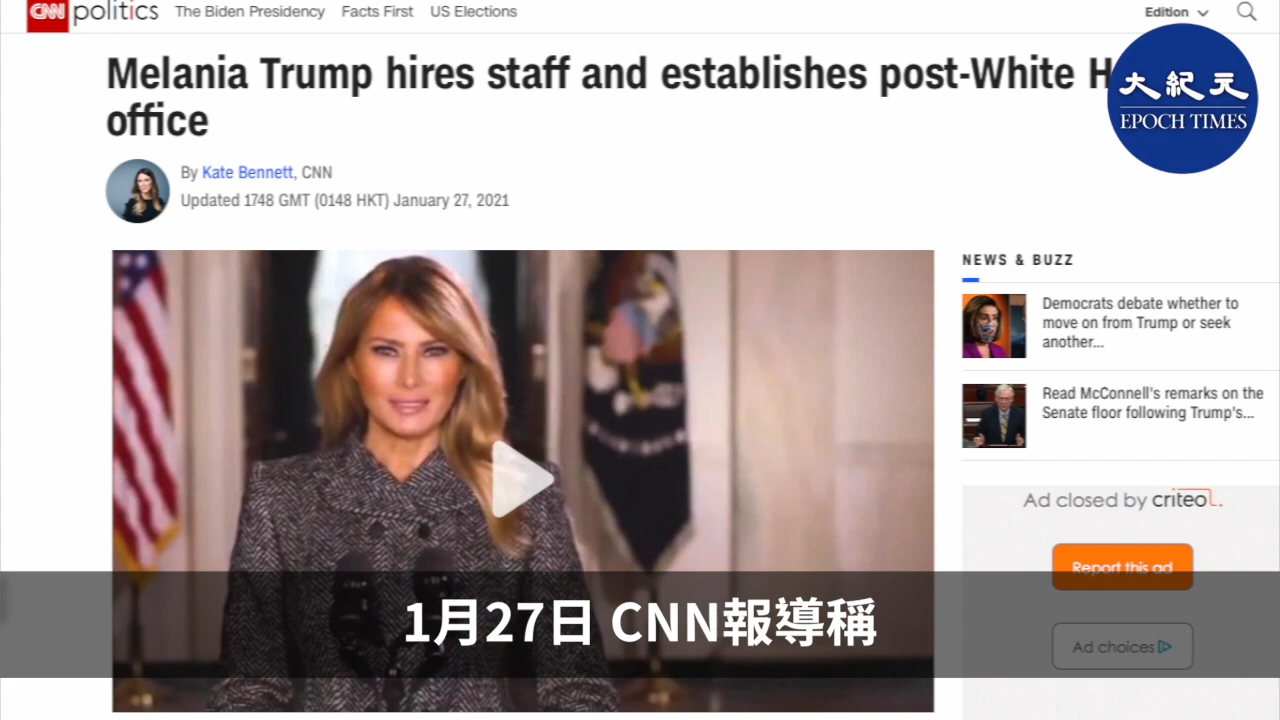 CNN politics The Biden Presidency Facts First US Elections Edition
Melania Trump hires staff and establishes post-White H
office
大紀元
EPOCH TIMES
By Kate Bennett, CNN
Updated 1748 GMT (0148 HKT) January 27, 2021
NEWS & BUZZ
Democrats debate whether to
move on from Trump or seek
another...
Read McConnell's remarks on the
Senate floor following Trump's...
Ad closed by criteo
Report this ad
Ad choices
1月27日 CNN報導稱